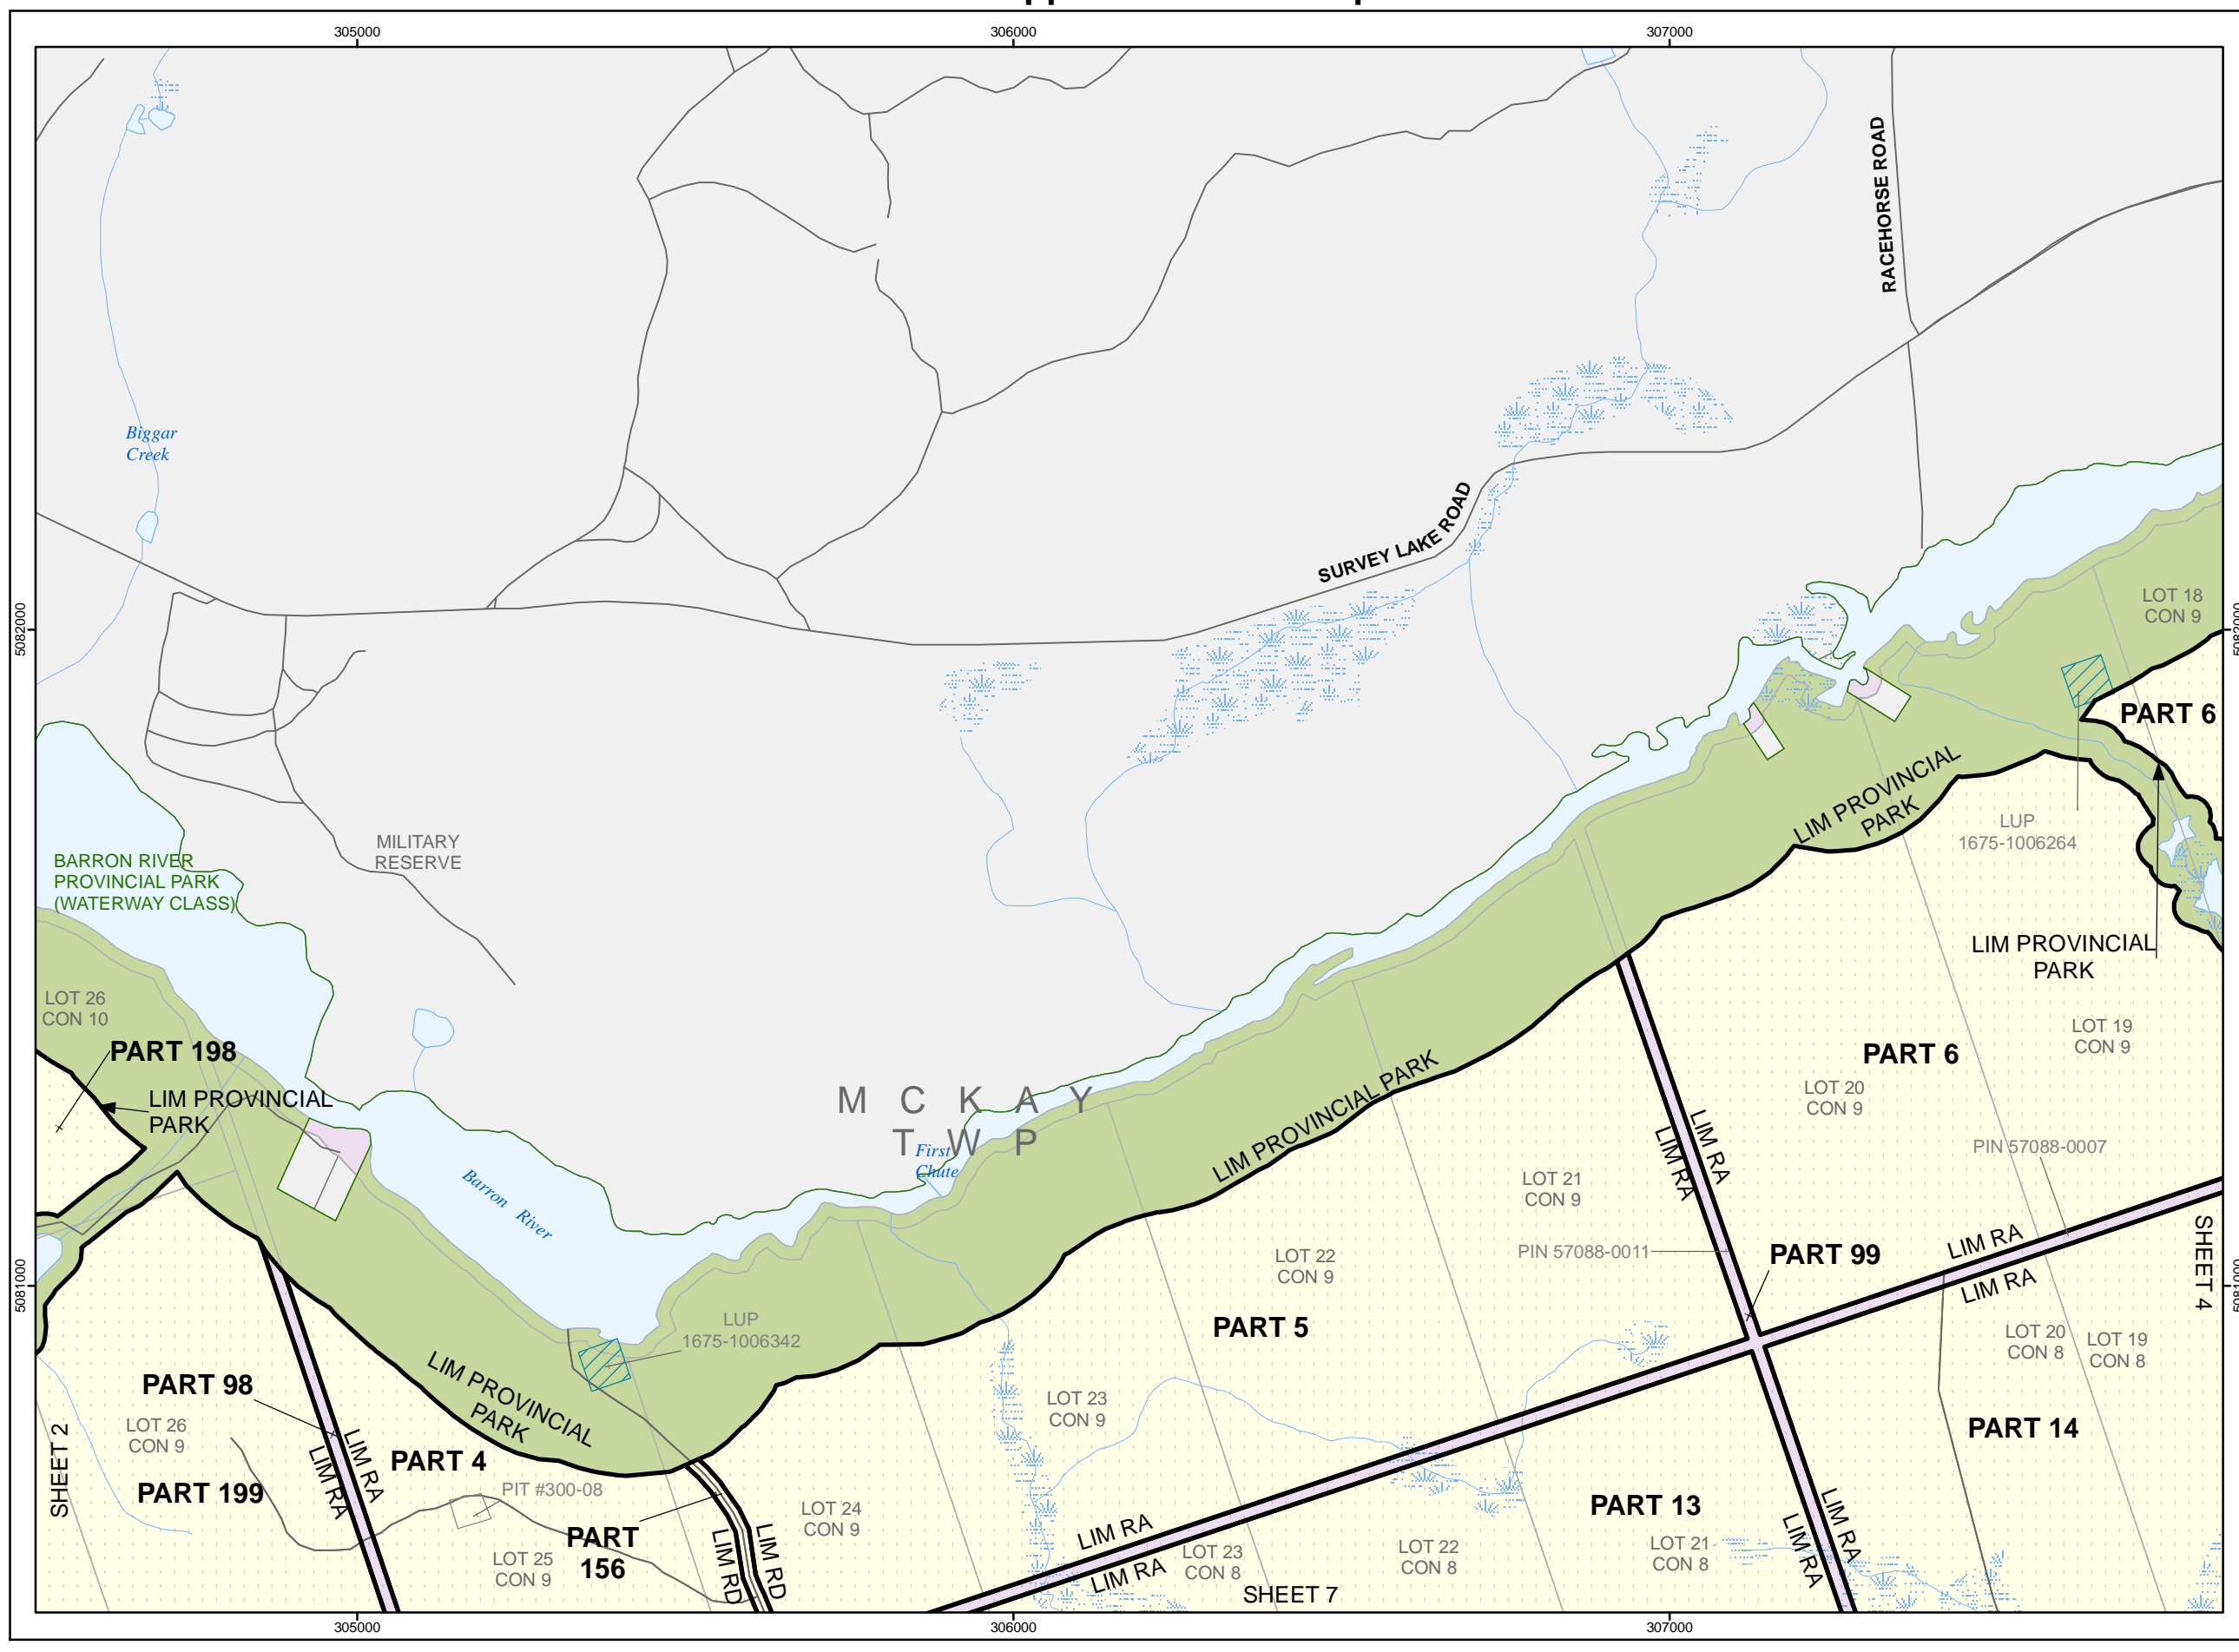 305000
306000
307000
RACEHORSE ROAD
Biggar
Creek
SURVEY LAKE ROAD
5082000
5082000
LOT 18
CON 9
PART 6
LIM PROVINCIAL
PARK
LUP
1675-1006264
MILITARY
RESERVE
BARRON RIVER
PROVINCIAL PARK
(WATERWAY CLASS)
LIM PROVINCIAL
PARK
LOT 26
CON 10
PART 198
LIM PROVINCIAL
PARK
LOT 19
CON 9
PART 6
LOT 20
CON 9
MCKAY
TWP
First
Chute
LIM PROVINCIAL PARK
LIM RA
LIM RA
PIN 57088-0007
Barron River
LOT 21
CON 9
LOT 22
CON 9
PIN 57088-0011
PART 99
LIM RA
LIM RA
SHEET 4
5081000
5081000
PART 5
LUP
1675-1006342
LOT 20
CON 8
LOT 19
CON 8
LIM PROVINCIAL
PARK
PART 98
LOT 26
CON 9
SHEET 2
LOT 23
CON 9
PART 14
LIM RA
LIM RA
PART 4
PART 199
PIT #300-08
PART 13
LOT 24
CON 9
PART
156
LOT 25
CON 9
LIM RD
LIM RD
LIM RA
LIM RA
LOT 23
CON 8
LOT 22
CON 8
LOT 21
CON 8
LIM RA
LIM RA
SHEET 7
305000
306000
307000